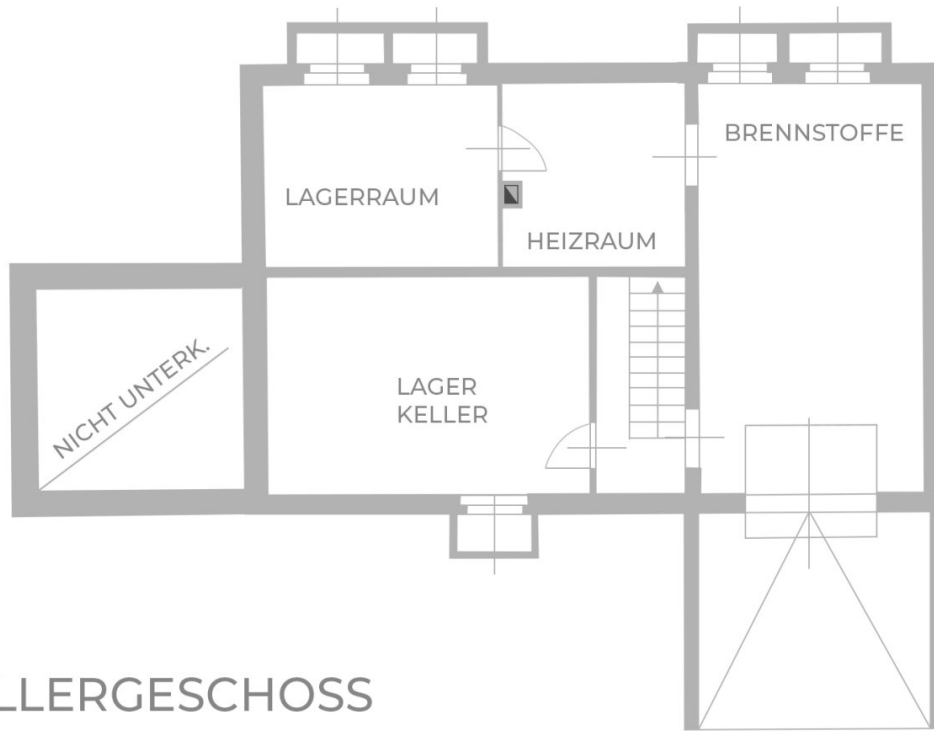 BRENNSTOFFE
LAGERRAUM
HEIZRAUM
NICHT UNTERK.
LAGER
KELLER
LLERGESCHOSS